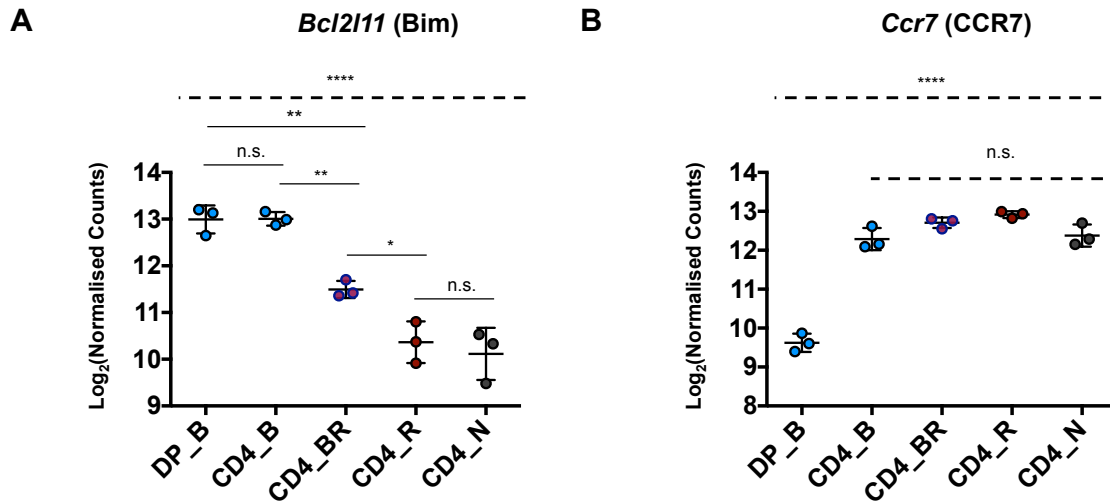 A
Bcl2l11 (Bim)
****
**
n.s.
**
*
n.s.
Log2(Normalised Counts)
14
13
12
11
10
9
DP_B
CD4_B
CD4_BR
CD4_R
CD4_N
B
Ccr7 (CCR7)
****
n.s.
Log2(Normalised Counts)
14
13
12
11
10
9
8
DP_B
CD4_B
CD4_BR
CD4_R
CD4_N